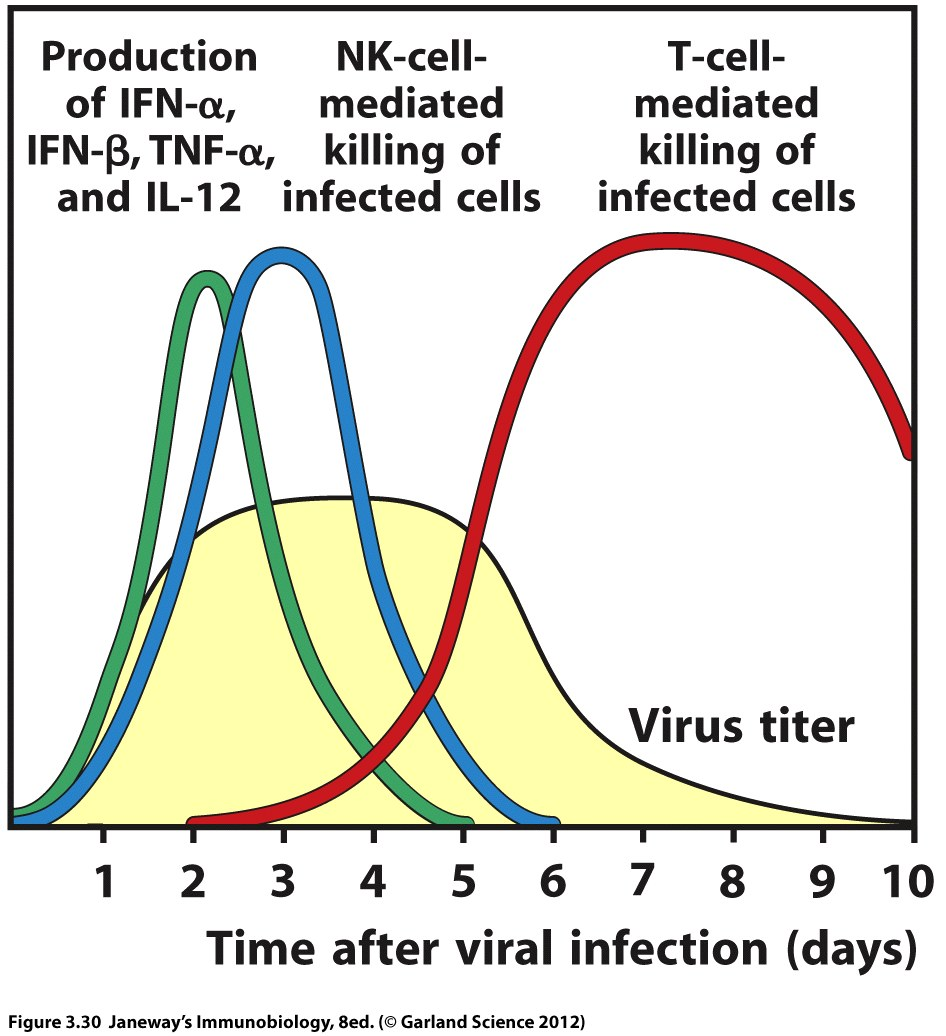 Production
of IFN-α,
IFN-β, TNF-α,
and IL-12
NK-cell-
mediated
killing of
infected cells
T-cell-
mediated
killing of
infected cells
Virus titer
1 2 3 4 5 6 7 8 9 10
Time after viral infection (days)
Figure 3.30 Janeway’s Immunobiology, 8ed. (© Garland Science 2012)